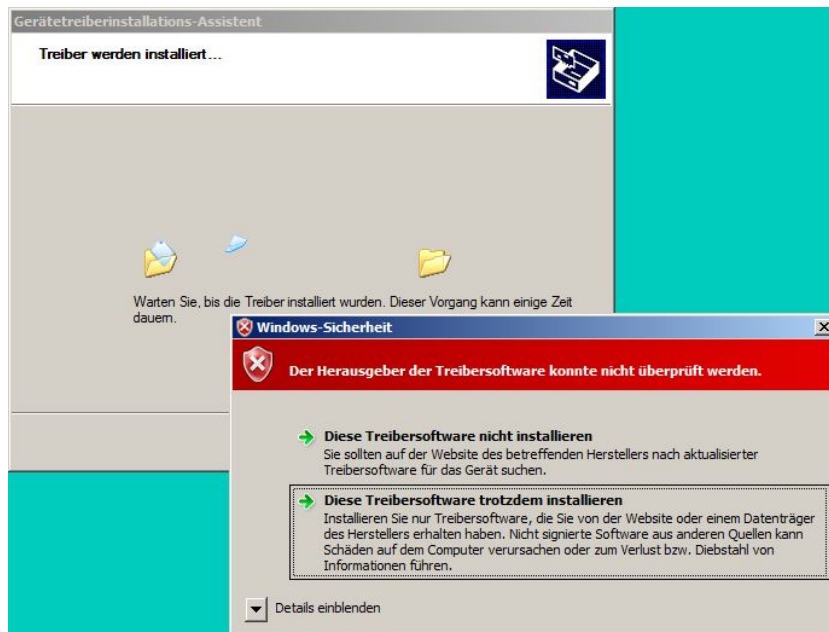 Gerätetreiberinstallations-Assistent
Treiber werden installiert...
Warten Sie, bis die Treiber installiert wurden. Dieser Vorgang kann einige Zeit
dauern.
Windows-Sicherheit
Der Herausgeber der Treibersoftware konnte nicht überprüft werden.
Diese Treibersoftware nicht installieren
Sie sollten auf der Website des betreffenden Herstellers nach aktualisierter
Treibersoftware für das Gerät suchen.
Diese Treibersoftware trotzdem installieren
Installieren Sie nur Treibersoftware, die Sie von der Website oder einem Datenträger
des Herstellers erhalten haben. Nicht signierte Software aus anderen Quellen kann
Schäden auf dem Computer verursachen oder zum Verlust bzw. Diebstahl von
Informationen führen.
Details einblenden